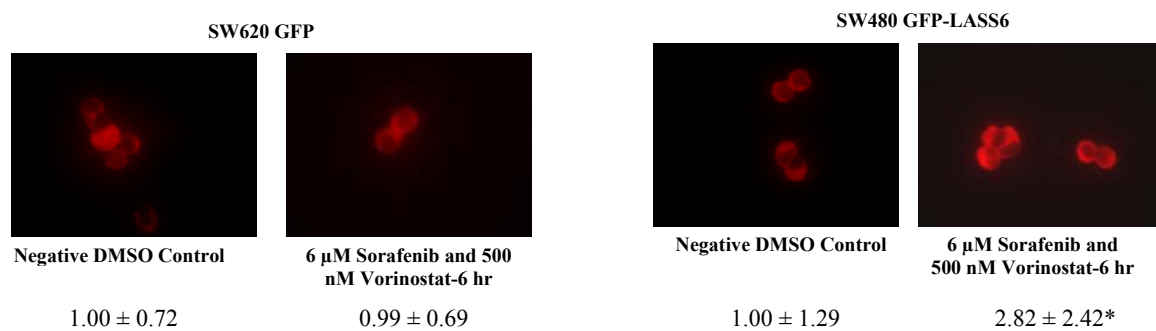 SW620 GFP
SW480 GFP-LASS6
Negative DMSO Control
6 µM Sorafenib and 500
nM Vorinostat-6 hr
Negative DMSO Control
6 µM Sorafenib and
500 nM Vorinostat-6 hr
1.00 ± 0.72
0.99 ± 0.69
1.00 ± 1.29
2.82 ± 2.42*